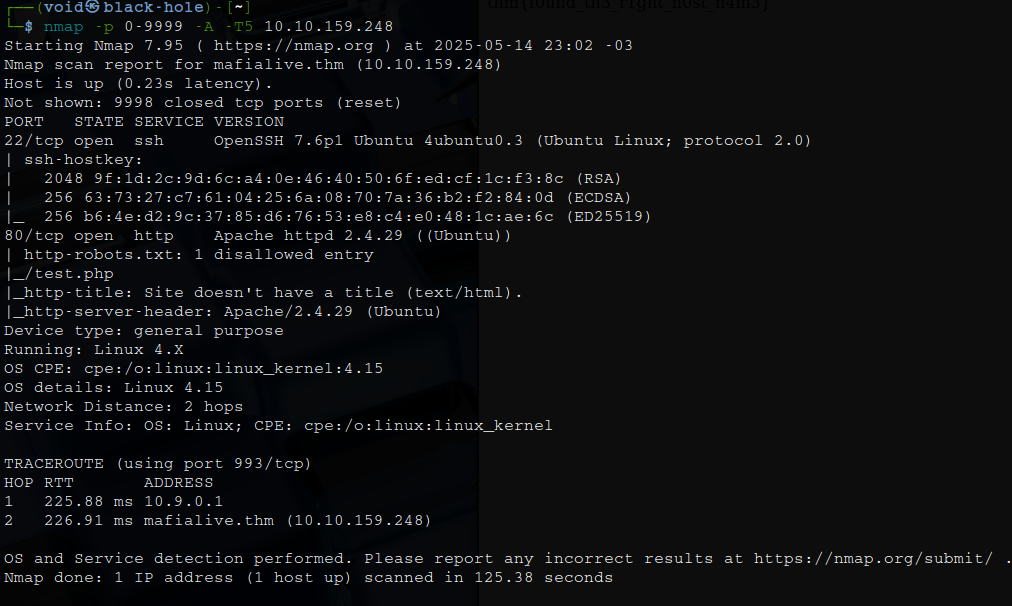 thm{f0und_th3_r1ght_h0st_n4m3}
┌──(void㉿black-hole)-[~]
└─$ nmap -p 0-9999 -A -T5 10.10.159.248
Starting Nmap 7.95 ( https://nmap.org ) at 2025-05-14 23:02 -03
Nmap scan report for mafialive.thm (10.10.159.248)
Host is up (0.23s latency).
Not shown: 9998 closed tcp ports (reset)
PORT   STATE SERVICE VERSION
22/tcp open  ssh     OpenSSH 7.6p1 Ubuntu 4ubuntu0.3 (Ubuntu Linux; protocol 2.0)
| ssh-hostkey:
|   2048 9f:1d:2c:9d:6c:a4:0e:46:40:50:6f:ed:cf:1c:f3:8c (RSA)
|   256 63:73:27:c7:61:04:25:6a:08:70:7a:36:b2:f2:84:0d (ECDSA)
|_  256 b6:4e:d2:9c:37:85:d6:76:53:e8:c4:e0:48:1c:ae:6c (ED25519)
80/tcp open  http    Apache httpd 2.4.29 ((Ubuntu))
| http-robots.txt: 1 disallowed entry
|_/test.php
|_http-title: Site doesn't have a title (text/html).
|_http-server-header: Apache/2.4.29 (Ubuntu)
Device type: general purpose
Running: Linux 4.X
OS CPE: cpe:/o:linux:linux_kernel:4.15
OS details: Linux 4.15
Network Distance: 2 hops
Service Info: OS: Linux; CPE: cpe:/o:linux:linux_kernel
TRACEROUTE (using port 993/tcp)
HOP RTT       ADDRESS
1   225.88 ms 10.9.0.1
2   226.91 ms mafialive.thm (10.10.159.248)
OS and Service detection performed. Please report any incorrect results at https://nmap.org/submit/ .
Nmap done: 1 IP address (1 host up) scanned in 125.38 seconds